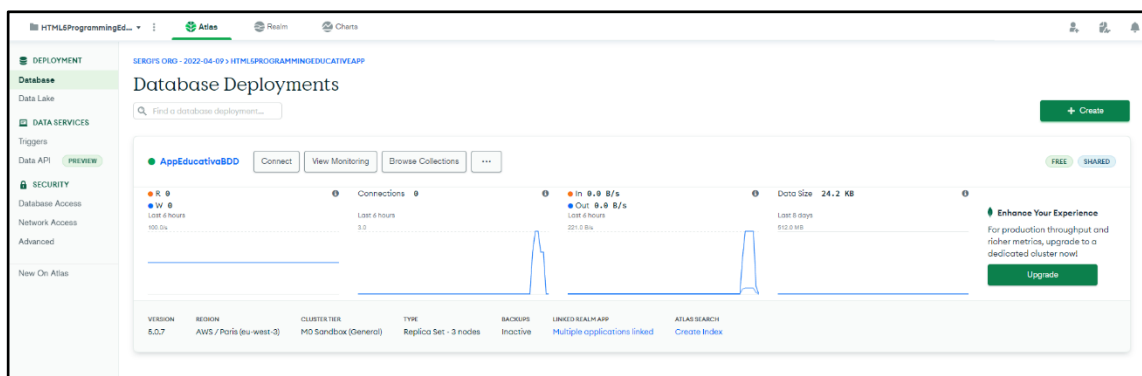 HTML5ProgrammingEd...
Atlas
Realm
Charts
DEPLOYMENT
Database
Data Lake
DATA SERVICES
Triggers
Data API PREVIEW
SECURITY
Database Access
Network Access
Advanced
New On Atlas
SERGI'S ORG - 2022-04-09 > HTML5PROGRAMMINGEDUCATIVEAPP
Database Deployments
Find a database deployment...
+ Create
AppEducativaBDD
Connect
View Monitoring
Browse Collections
...
FREE
SHARED
R 0
W 0
Last 6 hours
100.0/s
Connections 0
Last 6 hours
3.0
In 0.0 B/s
Out 0.0 B/s
Last 6 hours
221.0 B/s
Data Size 24.2 KB
Last 6 days
512.0 MB
Enhance Your Experience
For production throughput and
richer metrics, upgrade to a
dedicated cluster now!
Upgrade
VERSION
5.0.7
REGION
AWS / Paris (eu-west-3)
CLUSTER TIER
M0 Sandbox (General)
TYPE
Replica Set - 3 nodes
BACKUPS
Inactive
LINKED REALM APP
Multiple applications linked
ATLAS SEARCH
Create Index